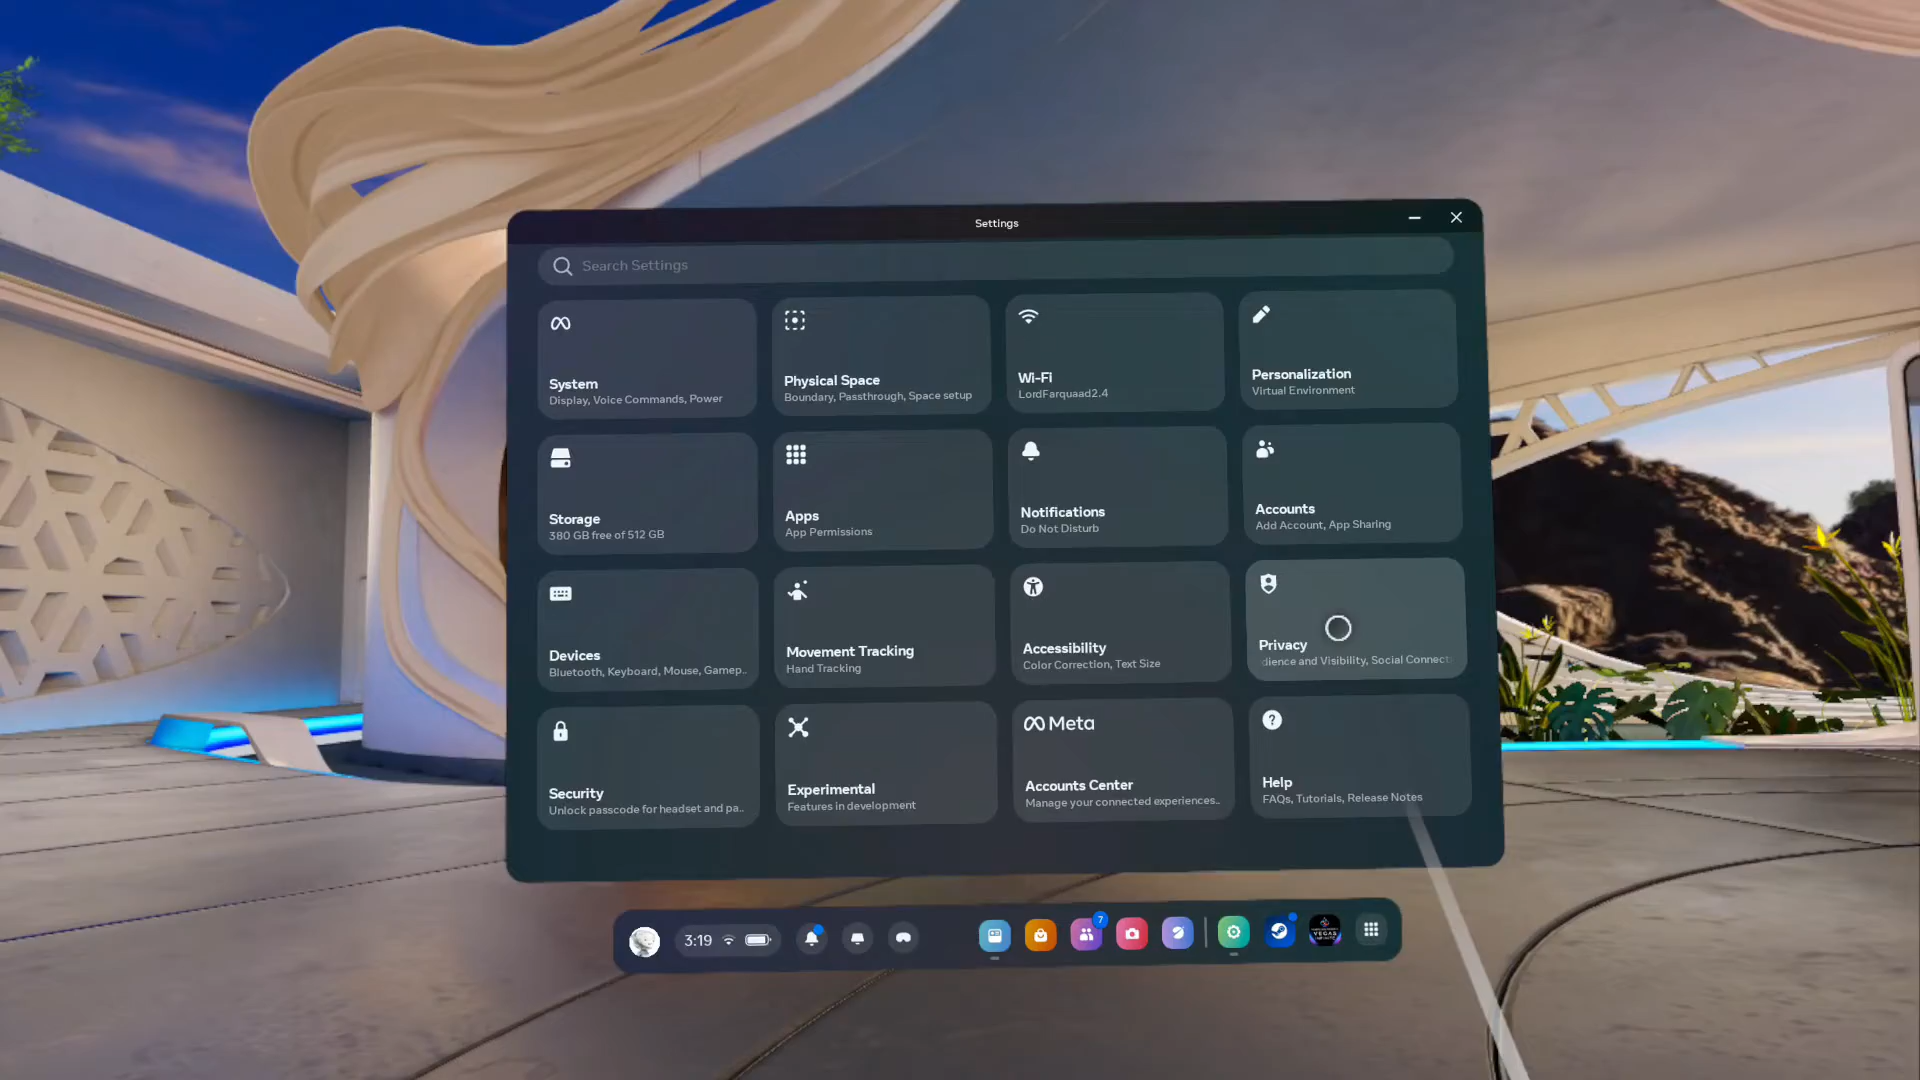 Settings
Search Settings
System
Display, Voice Commands, Power
Physical Space
Boundary, Passthrough, Space setup
Wi-Fi
LordFarquaad2.4
Personalization
Virtual Environment
Storage
380 GB free of 512 GB
Apps
App Permissions
Notifications
Do Not Disturb
Accounts
Add Account, App Sharing
Devices
Bluetooth, Keyboard, Mouse, Gamep..
Movement Tracking
Hand Tracking
Accessibility
Color Correction, Text Size
Privacy
dience and Visibility, Social Connect
Security
Unlock passcode for headset and pa..
Experimental
Features in development
Meta
Accounts Center
Manage your connected experiences..
Help
FAQs, Tutorials, Release Notes
3:19
7
VEGAS